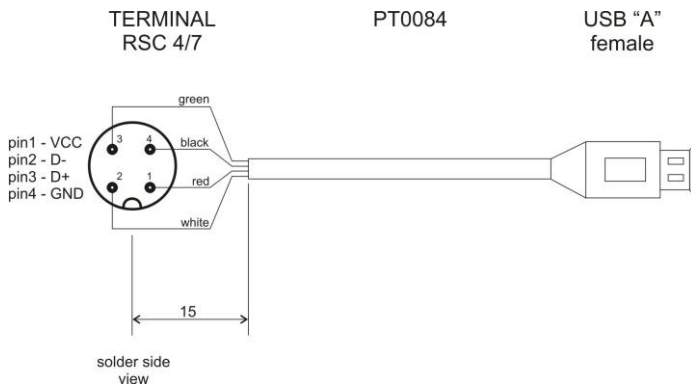 TERMINAL
RSC 4/7
PT0084
USB “A”
female
green
pin1 - VCC
pin2 - D-
pin3 - D+
pin4 - GND
3
4
black
2
1
red
white
15
solder side
view